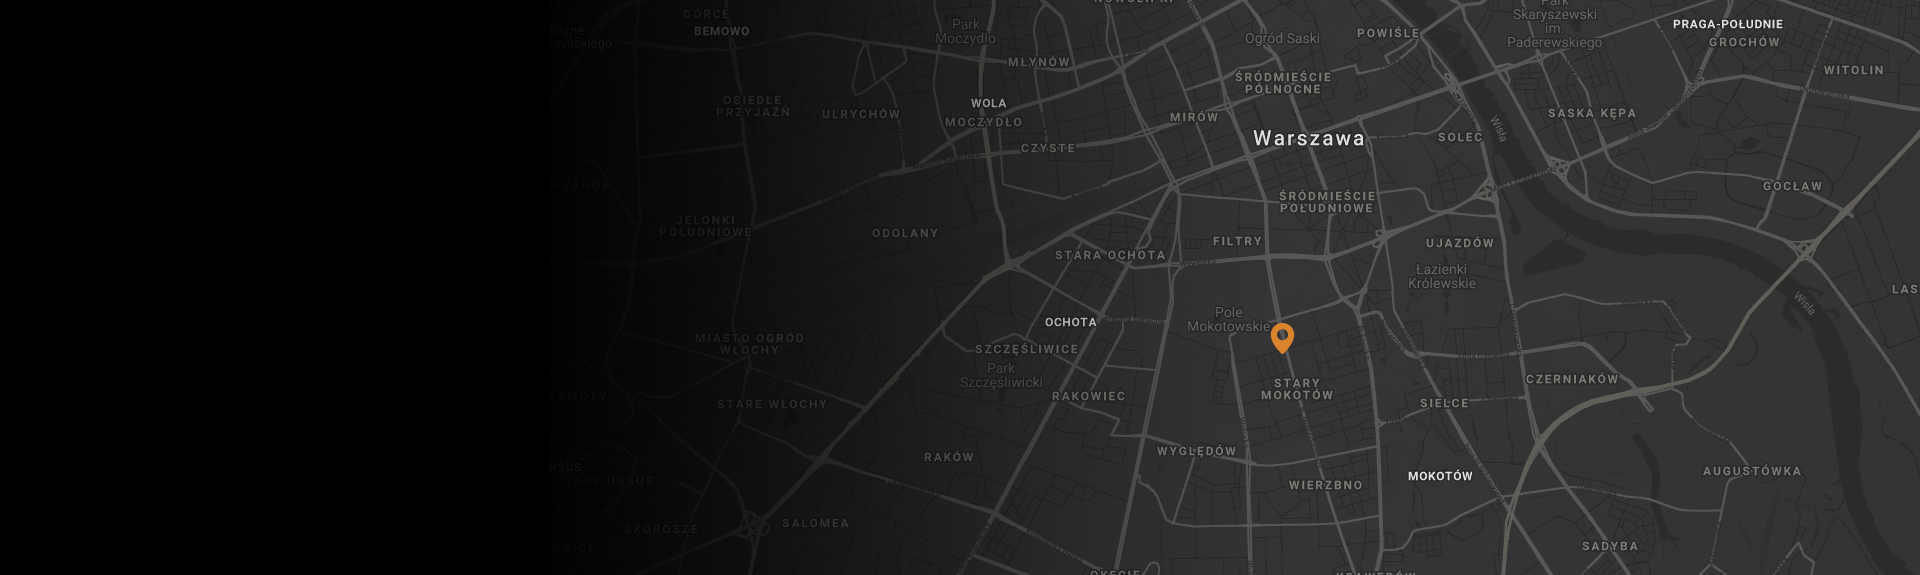 GÓRCE
BEMOWO
Park
Moczydło
MŁYNÓW
Ogród Saski
POWIŚLE
Park
Skaryszewski
im.
Paderewskiego
PRAGA-POŁUDNIE
GROCHÓW
WITOLIN
ŚRÓDMIEŚCIE
PÓŁNOCNE
OSIEDLE
PRZYJAŹŃ
ULRYCHÓW
WOLA
MOCZYDŁO
MIRÓW
SASKA KĘPA
Warszawa
SOLEC
Wisła
CZYSTE
GOCŁAW
ŚRÓDMIEŚCIE
POŁUDNIOWE
JELONKI
POŁUDNIOWE
ODOLANY
FILTRY
UJAZDÓW
STARA OCHOTA
Łazienki
Królewskie
LAS
Wisła
Pole
Mokotowskie
OCHOTA
MIASTO OGRÓD
WŁOCHY
SZCZĘŚLIWICE
Park
Szczęśliwicki
STARY
MOKOTÓW
CZERNIAKÓW
RAKOWIEC
STARE WŁOCHY
SIELCE
WYGLĘDÓW
RAKÓW
MOKOTÓW
AUGUSTÓWKA
WIERZBNO
SKOROSZE
SALOMEA
SADYBA